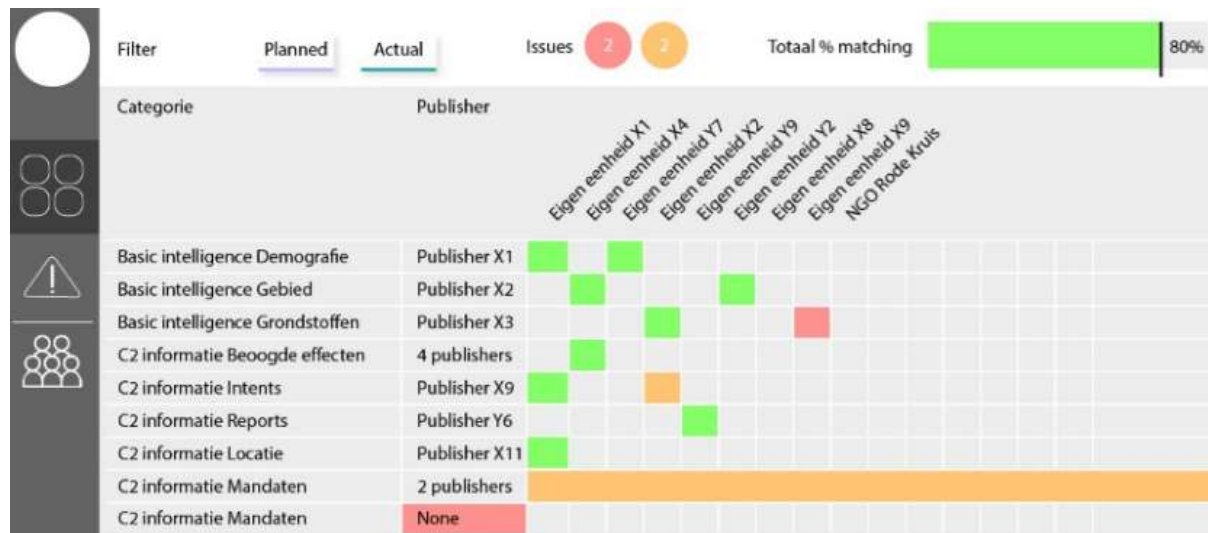 Filter Planned Actual Issues 2 2 Totaal % matching 80%
Categorie Publisher
Eigen eenheid X1
Eigen eenheid X4
Eigen eenheid Y7
Eigen eenheid X2
Eigen eenheid Y9
Eigen eenheid Y2
Eigen eenheid X8
Eigen eenheid X9
NGO Rode Kruis
Basic intelligence Demografie Publisher X1
Basic intelligence Gebied Publisher X2
Basic intelligence Grondstoffen Publisher X3
C2 informatie Beoogde effecten 4 publishers
C2 informatie Intents Publisher X9
C2 informatie Reports Publisher Y6
C2 informatie Locatie Publisher X11
C2 informatie Mandaten 2 publishers
C2 informatie Mandaten None